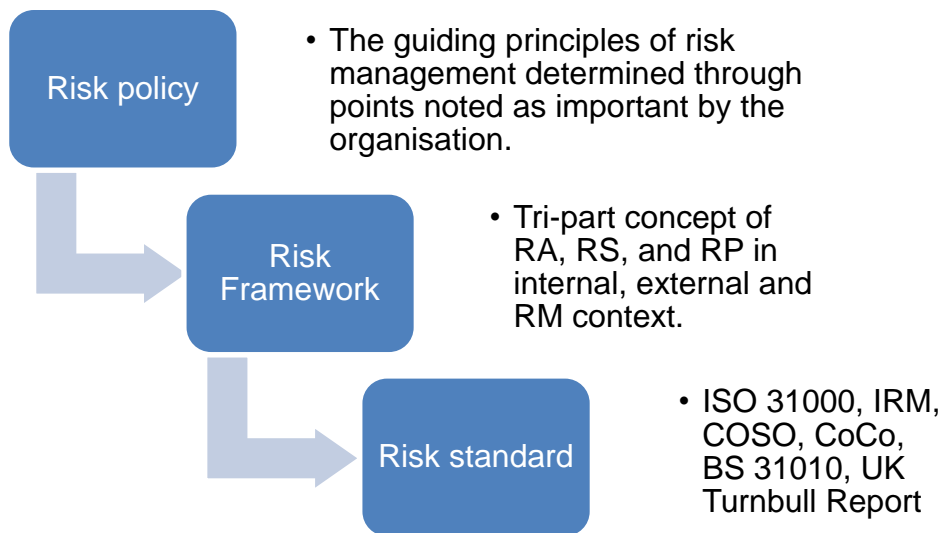 Risk policy
• The guiding principles of risk
management determined through
points noted as important by the
organisation.
Risk
Framework
• Tri-part concept of
RA, RS, and RP in
internal, external and
RM context.
Risk standard
• ISO 31000, IRM,
COSO, CoCo,
BS 31010, UK
Turnbull Report